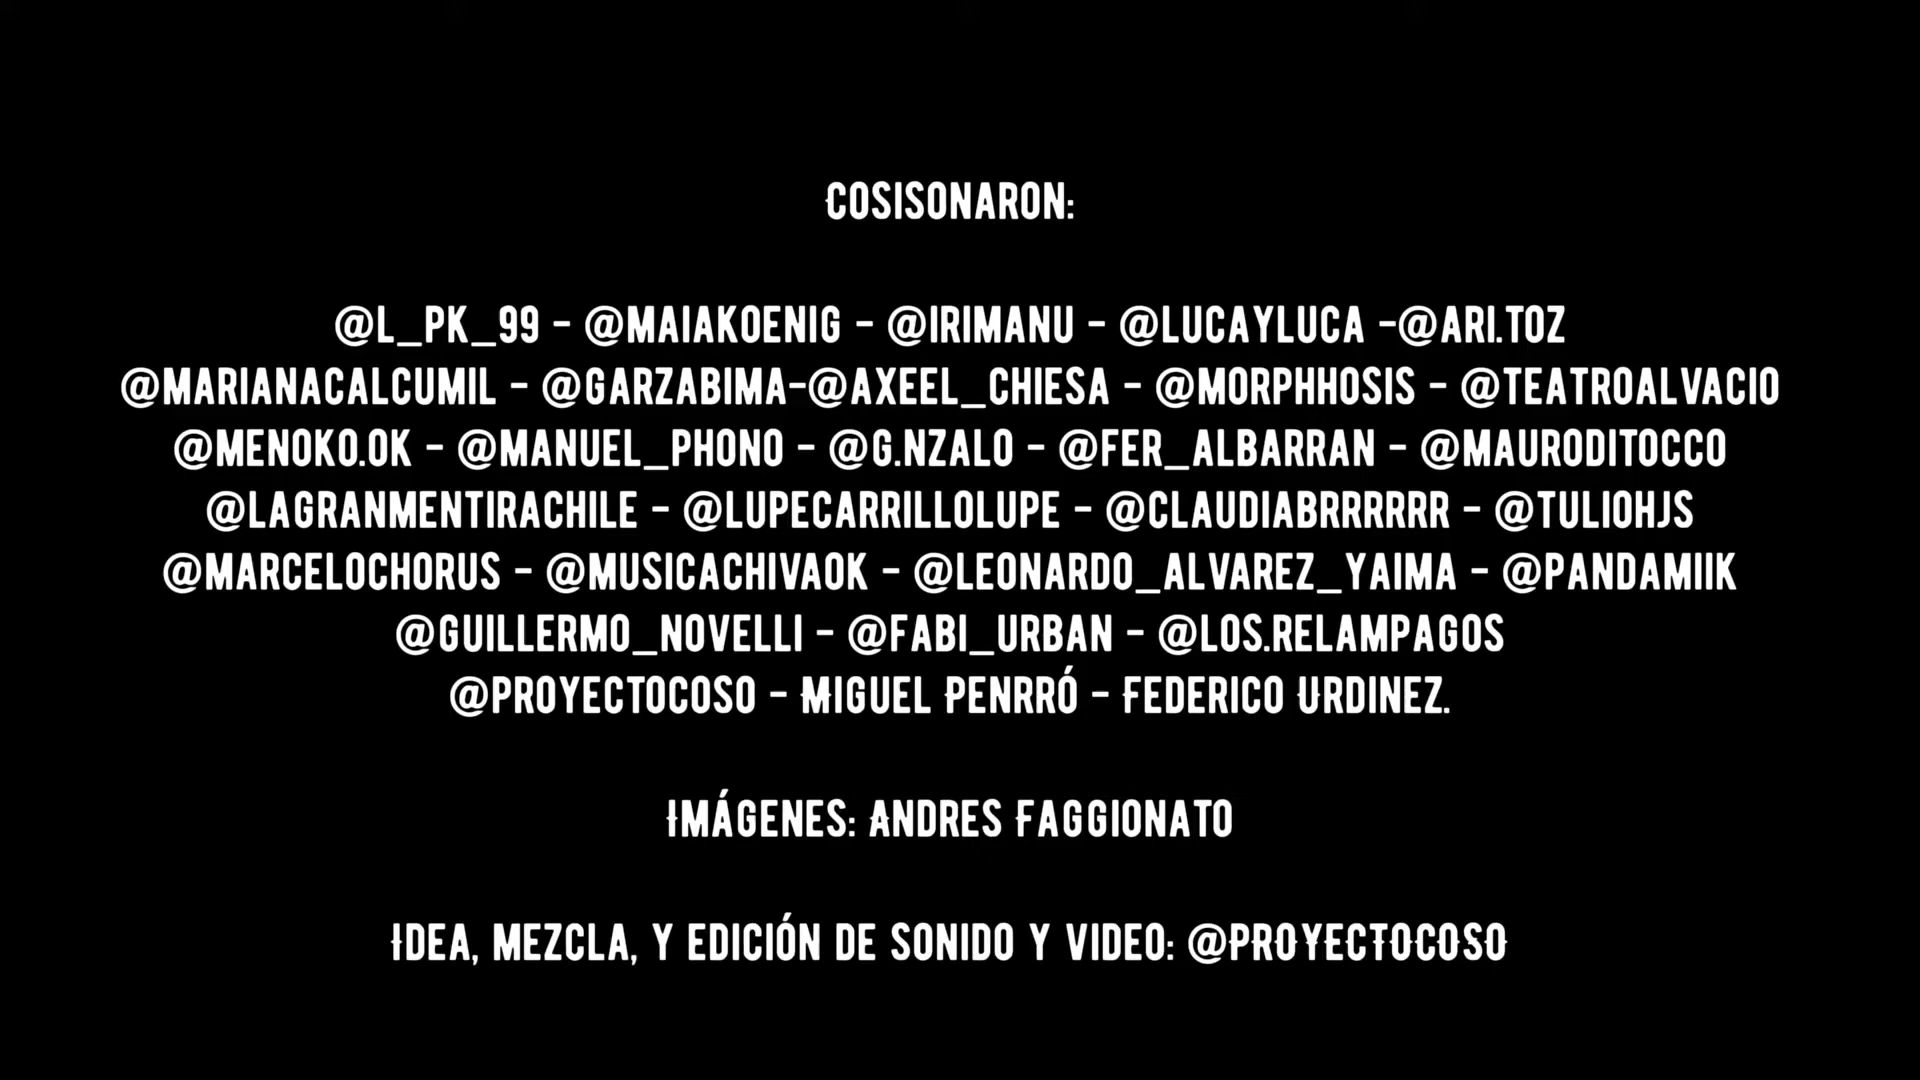 Cosisonaron:
@l_pk_99 - @maiakoenig - @irimanu - @lucayluca -@ari.toz
@marianacalcumil - @garzabima-@axeel_chiesa - @morphhosis - @teatroalvacio
@menoko.ok - @manuel_phono - @g.nzalo - @fer_albarran - @mauroditocco
@lagranmentirachile - @lupecarrillolupe - @claudiabrrrrrr - @tuliohjs
@marcelochorus - @musicachivaok - @leonardo_alvarez_yaima - @pandamiik
@guillermo_novelli - @fabi_urban - @los.relampagos
@proyectocoso - Miguel Penrró - Federico Urdinez.
Imágenes: Andres Faggionato
Idea, mezcla, y edición de sonido y video: @PROYECTOCOSO